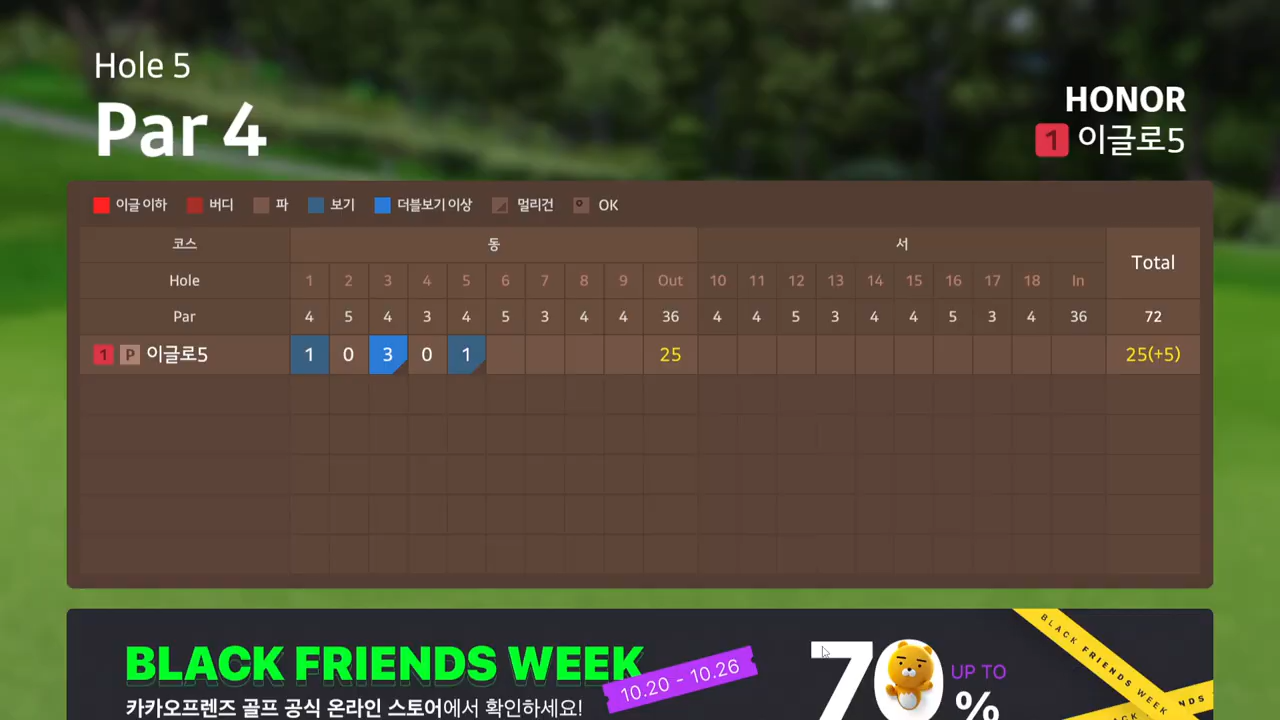 Hole 5
Par 4
HONOR
1 이글로5
이글 이하 버디 파 보기 더블보기 이상 멀리건 OK
코스 동 서 Total
Hole 1 2 3 4 5 6 7 8 9 Out 10 11 12 13 14 15 16 17 18 In
Par 4 5 4 3 4 5 3 4 4 36 4 4 5 3 4 4 5 3 4 36 72
1 P 이글로5 1 0 3 0 1 25 25(+5)
BLACK FRIENDS WEEK
10.20 - 10.26
카카오프렌즈 골프 공식 온라인 스토어에서 확인하세요!
UP TO
70%
BLACK FRIENDS WEEK
NDS